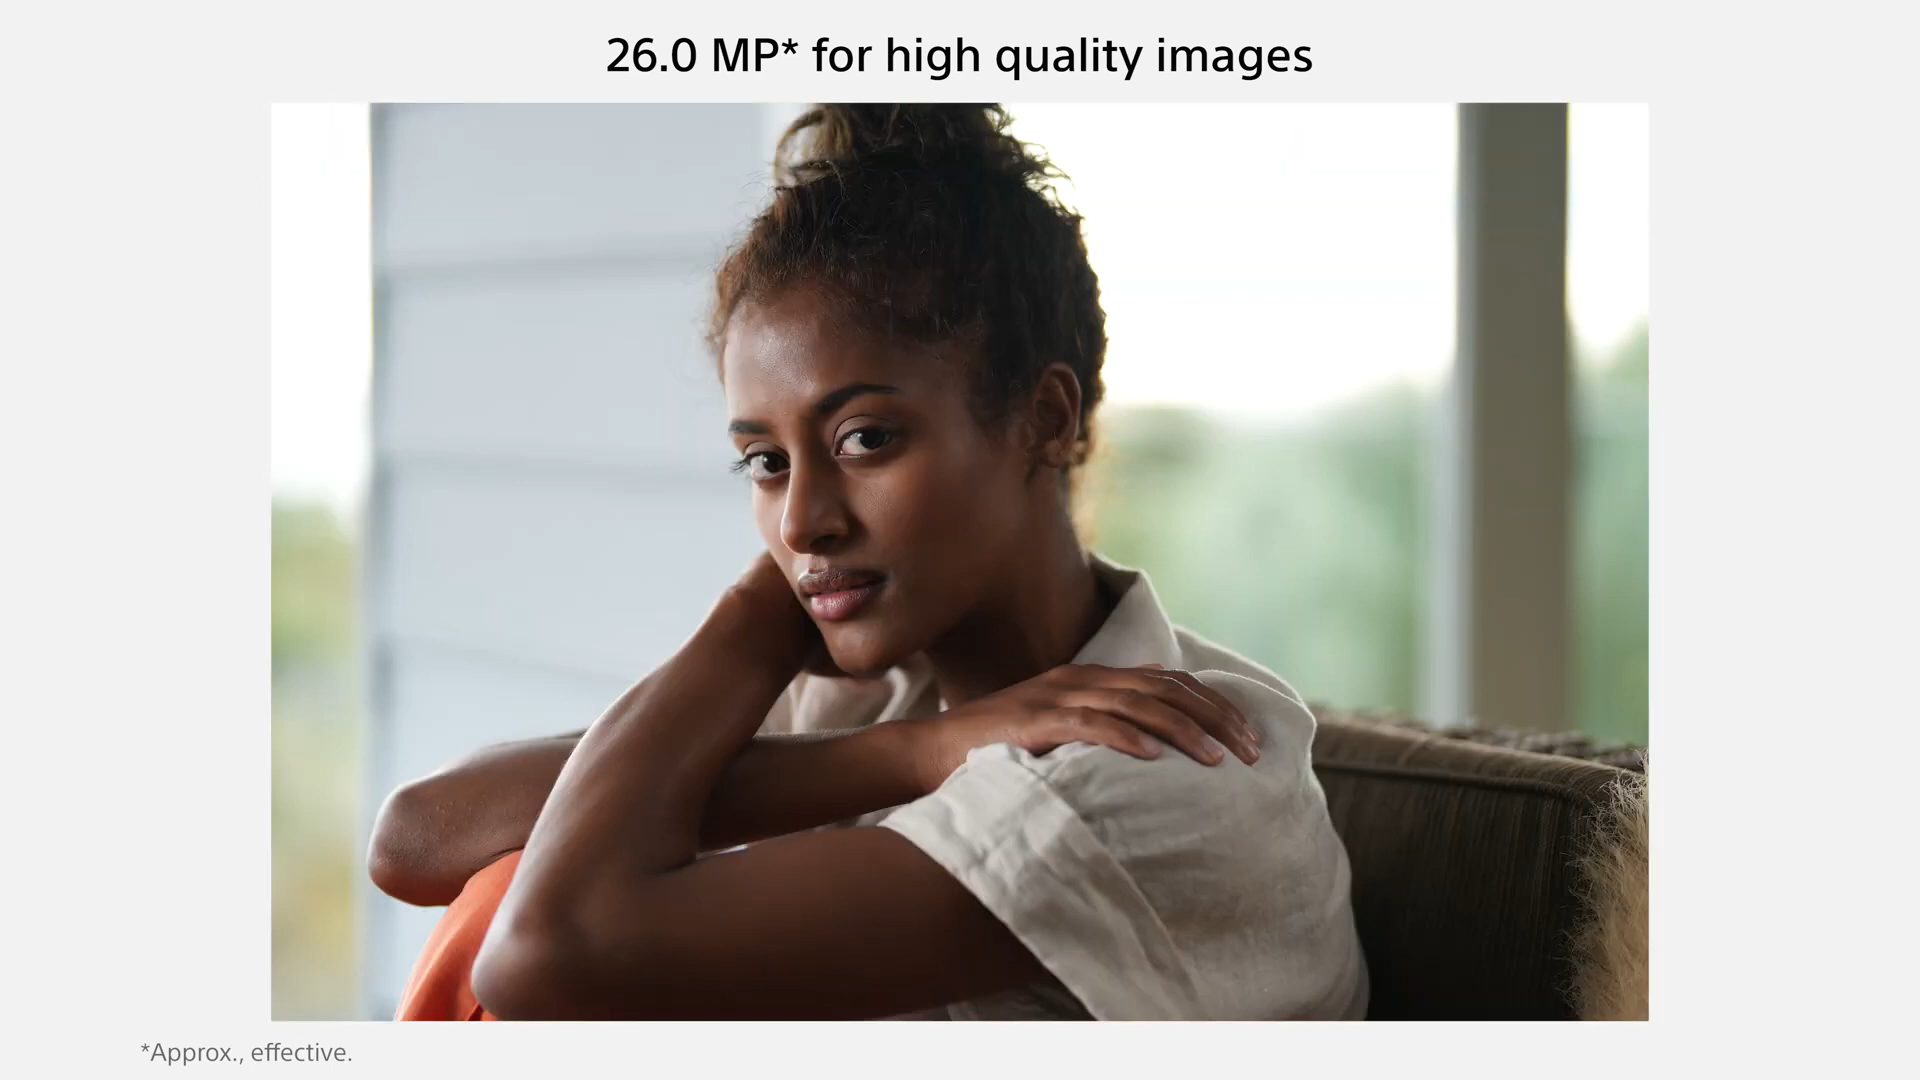 26.0 MP* for high quality images
*Approx., effective.